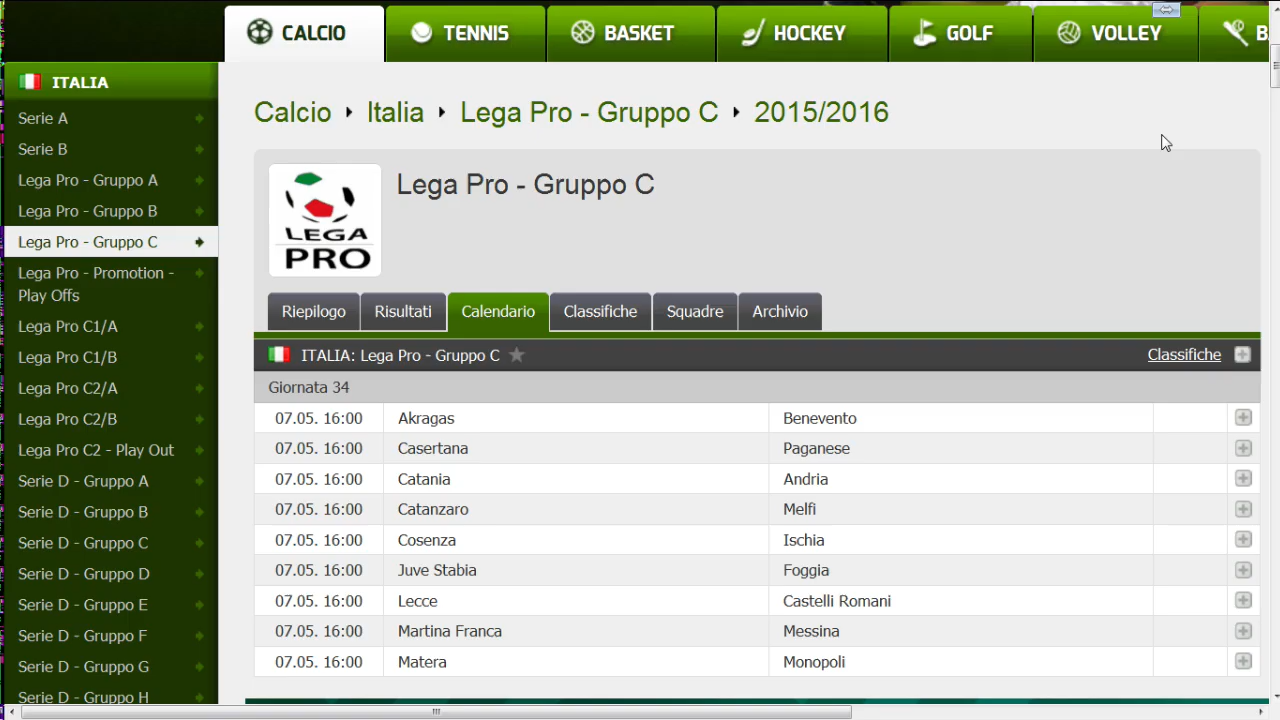 CALCIO TENNIS BASKET HOCKEY GOLF VOLLEY
ITALIA
Serie A
Serie B
Lega Pro - Gruppo A
Lega Pro - Gruppo B
Lega Pro - Gruppo C
Lega Pro - Promotion -
Play Offs
Lega Pro C1/A
Lega Pro C1/B
Lega Pro C2/A
Lega Pro C2/B
Lega Pro C2 - Play Out
Serie D - Gruppo A
Serie D - Gruppo B
Serie D - Gruppo C
Serie D - Gruppo D
Serie D - Gruppo E
Serie D - Gruppo F
Serie D - Gruppo G
Serie D - Gruppo H
Calcio Italia Lega Pro - Gruppo C 2015/2016
LEGA
PRO
Lega Pro - Gruppo C
Riepilogo Risultati Calendario Classifiche Squadre Archivio
ITALIA: Lega Pro - Gruppo C Classifiche
Giornata 34
07.05. 16:00 Akragas Benevento
07.05. 16:00 Casertana Paganese
07.05. 16:00 Catania Andria
07.05. 16:00 Catanzaro Melfi
07.05. 16:00 Cosenza Ischia
07.05. 16:00 Juve Stabia Foggia
07.05. 16:00 Lecce Castelli Romani
07.05. 16:00 Martina Franca Messina
07.05. 16:00 Matera Monopoli